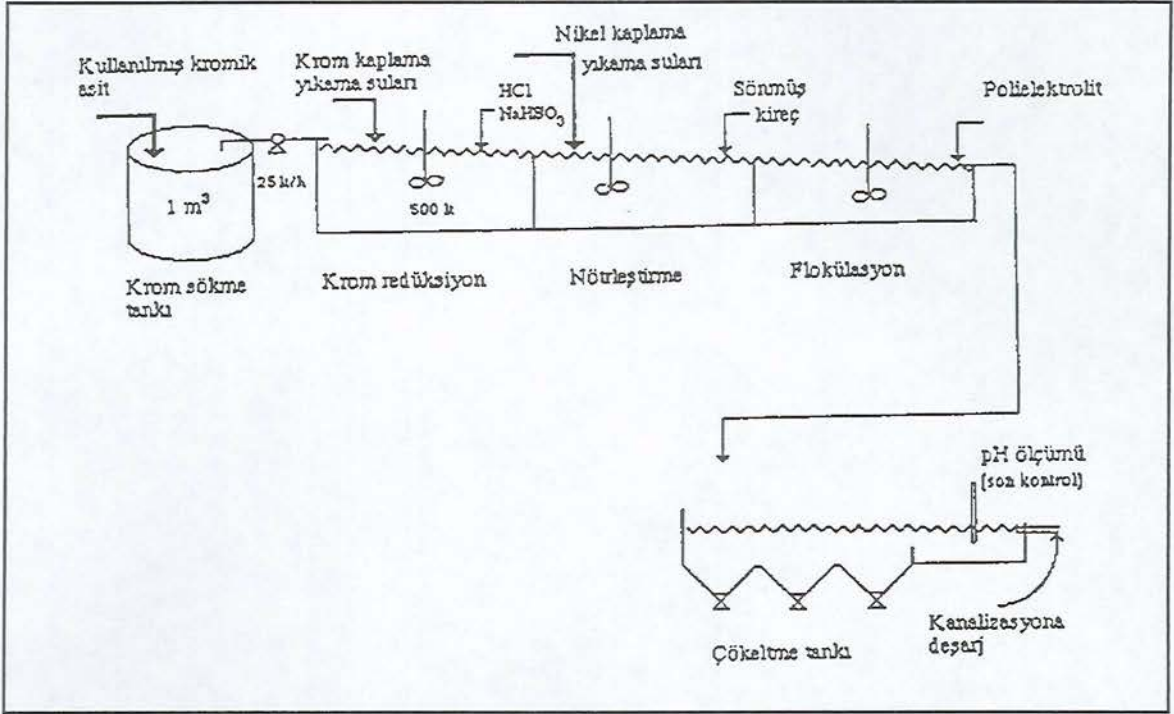 Kullanılmış kromik
asit
Krom kaplama
yıkama suları
HCl
NaHSO3
Nikel kaplama
yıkama suları
Sönmüş
kireç
Polielektrolit
1 m³
25 lt/h
500 lt
Krom sökme
tankı
Krom redüksiyon
Nötrleştirme
Flokülasyon
pH ölçümü
(son kontrol)
Çökeltme tankı
Kanalizasyona
deşarj